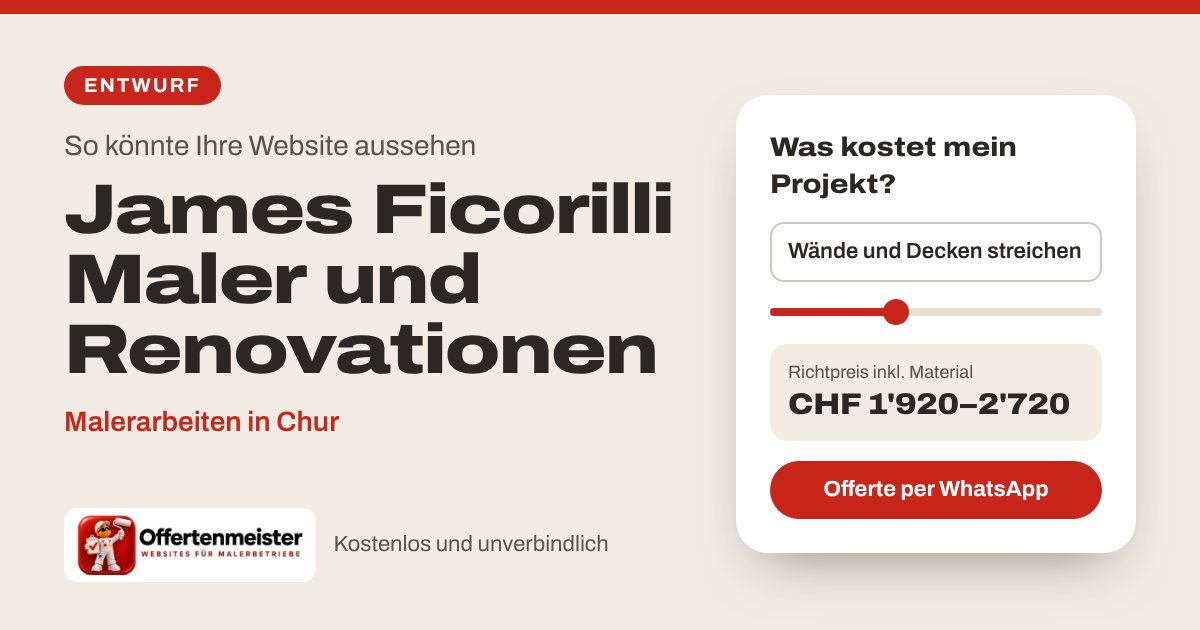 ENTWURF
So könnte Ihre Website aussehen
James Ficorilli
Maler und
Renovationen
Malerarbeiten in Chur
Offertenmeister
WEBSITES FÜR MALERBETRIEBE
Kostenlos und unverbindlich
Was kostet mein
Projekt?
Wände und Decken streichen
Richtpreis inkl. Material
CHF 1'920–2'720
Offerte per WhatsApp